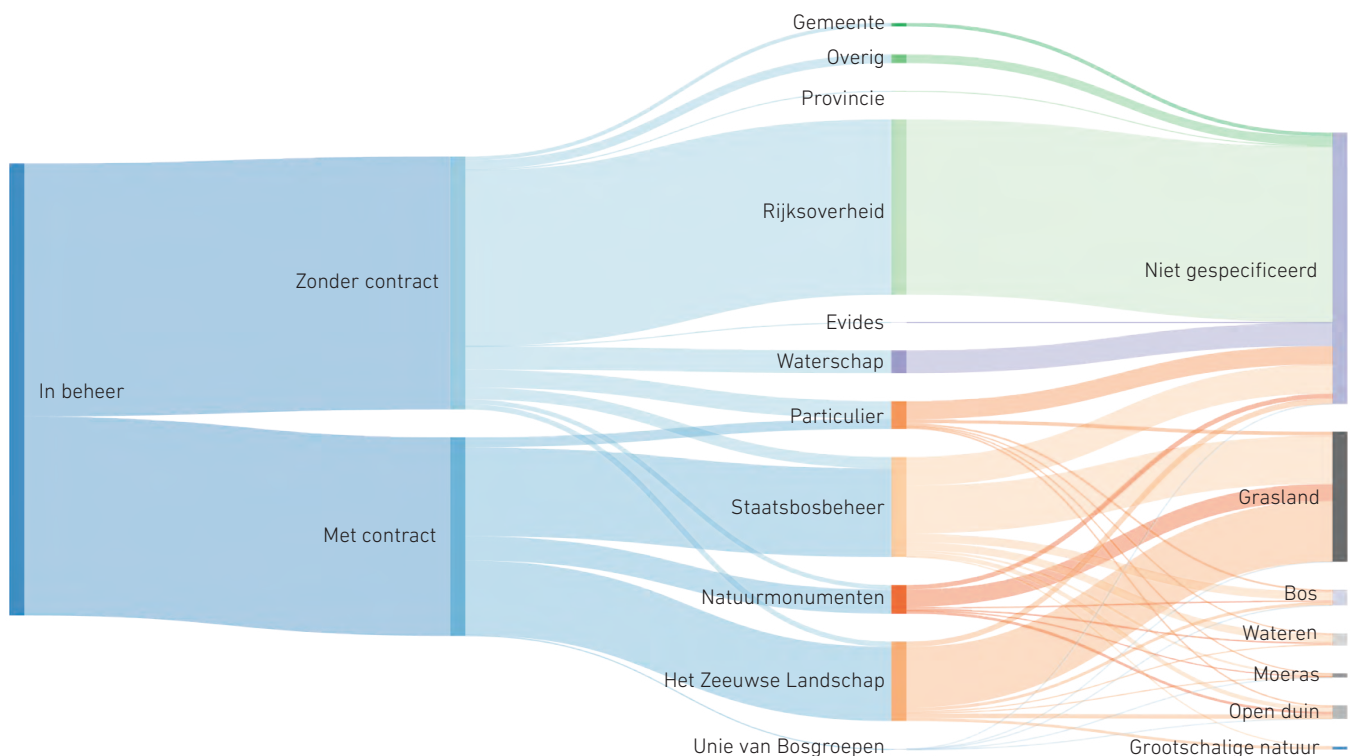 In beheer
Zonder contract
Met contract
Gemeente
Overig
Provincie
Rijksoverheid
Evides
Waterschap
Particulier
Staatsbosbeheer
Natuurmonumenten
Het Zeeuwse Landschap
Unie van Bosgroepen
Niet gespecificeerd
Grasland
Bos
Wateren
Moeras
Open duin
Grootschalige natuur